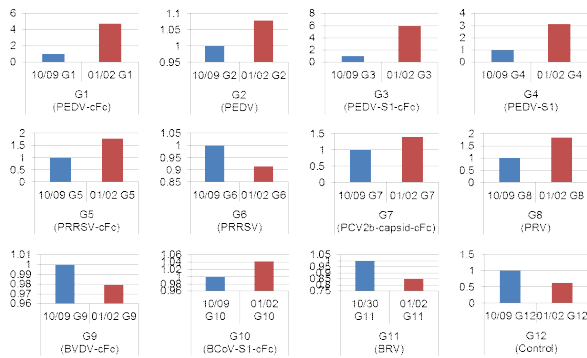 6
4
2
0
10/09 G1 01/02 G1
G1
(PEDV-cFc)
1.1
1.05
1
0.95
10/09 G2 01/02 G2
G2
(PEDV)
8
6
4
2
0
10/09 G3 01/02 G3
G3
(PEDV-S1-cFc)
4
3
2
1
0
10/09 G4 01/02 G4
G4
(PEDV-S1)
2
1.5
1
0.5
0
10/09 G5 01/02 G5
G5
(PRRSV-cFc)
1.05
1
0.95
0.9
0.85
10/09 G6 01/02 G6
G6
(PRRSV)
1.5
1
0.5
0
10/09 G7 01/02 G7
G7
(PCV2b-capsid-cFc)
2
1.5
1
0.5
0
10/09 G8 01/02 G8
G8
(PRV)
1.01
1
0.99
0.98
0.97
0.96
10/09 G9 01/02 G9
G9
(BVDV-cFc)
1.06
1.04
1.02
1
0.98
0.96
10/09 01/02
G10 G10
G10
(BCoV-S1-cFc)
1.05
1
0.95
0.9
0.85
0.8
0.75
10/30 01/02
G11 G11
G11
(BRV)
1.5
1
0.5
0
10/09 G12 01/02 G12
G12
(Control)